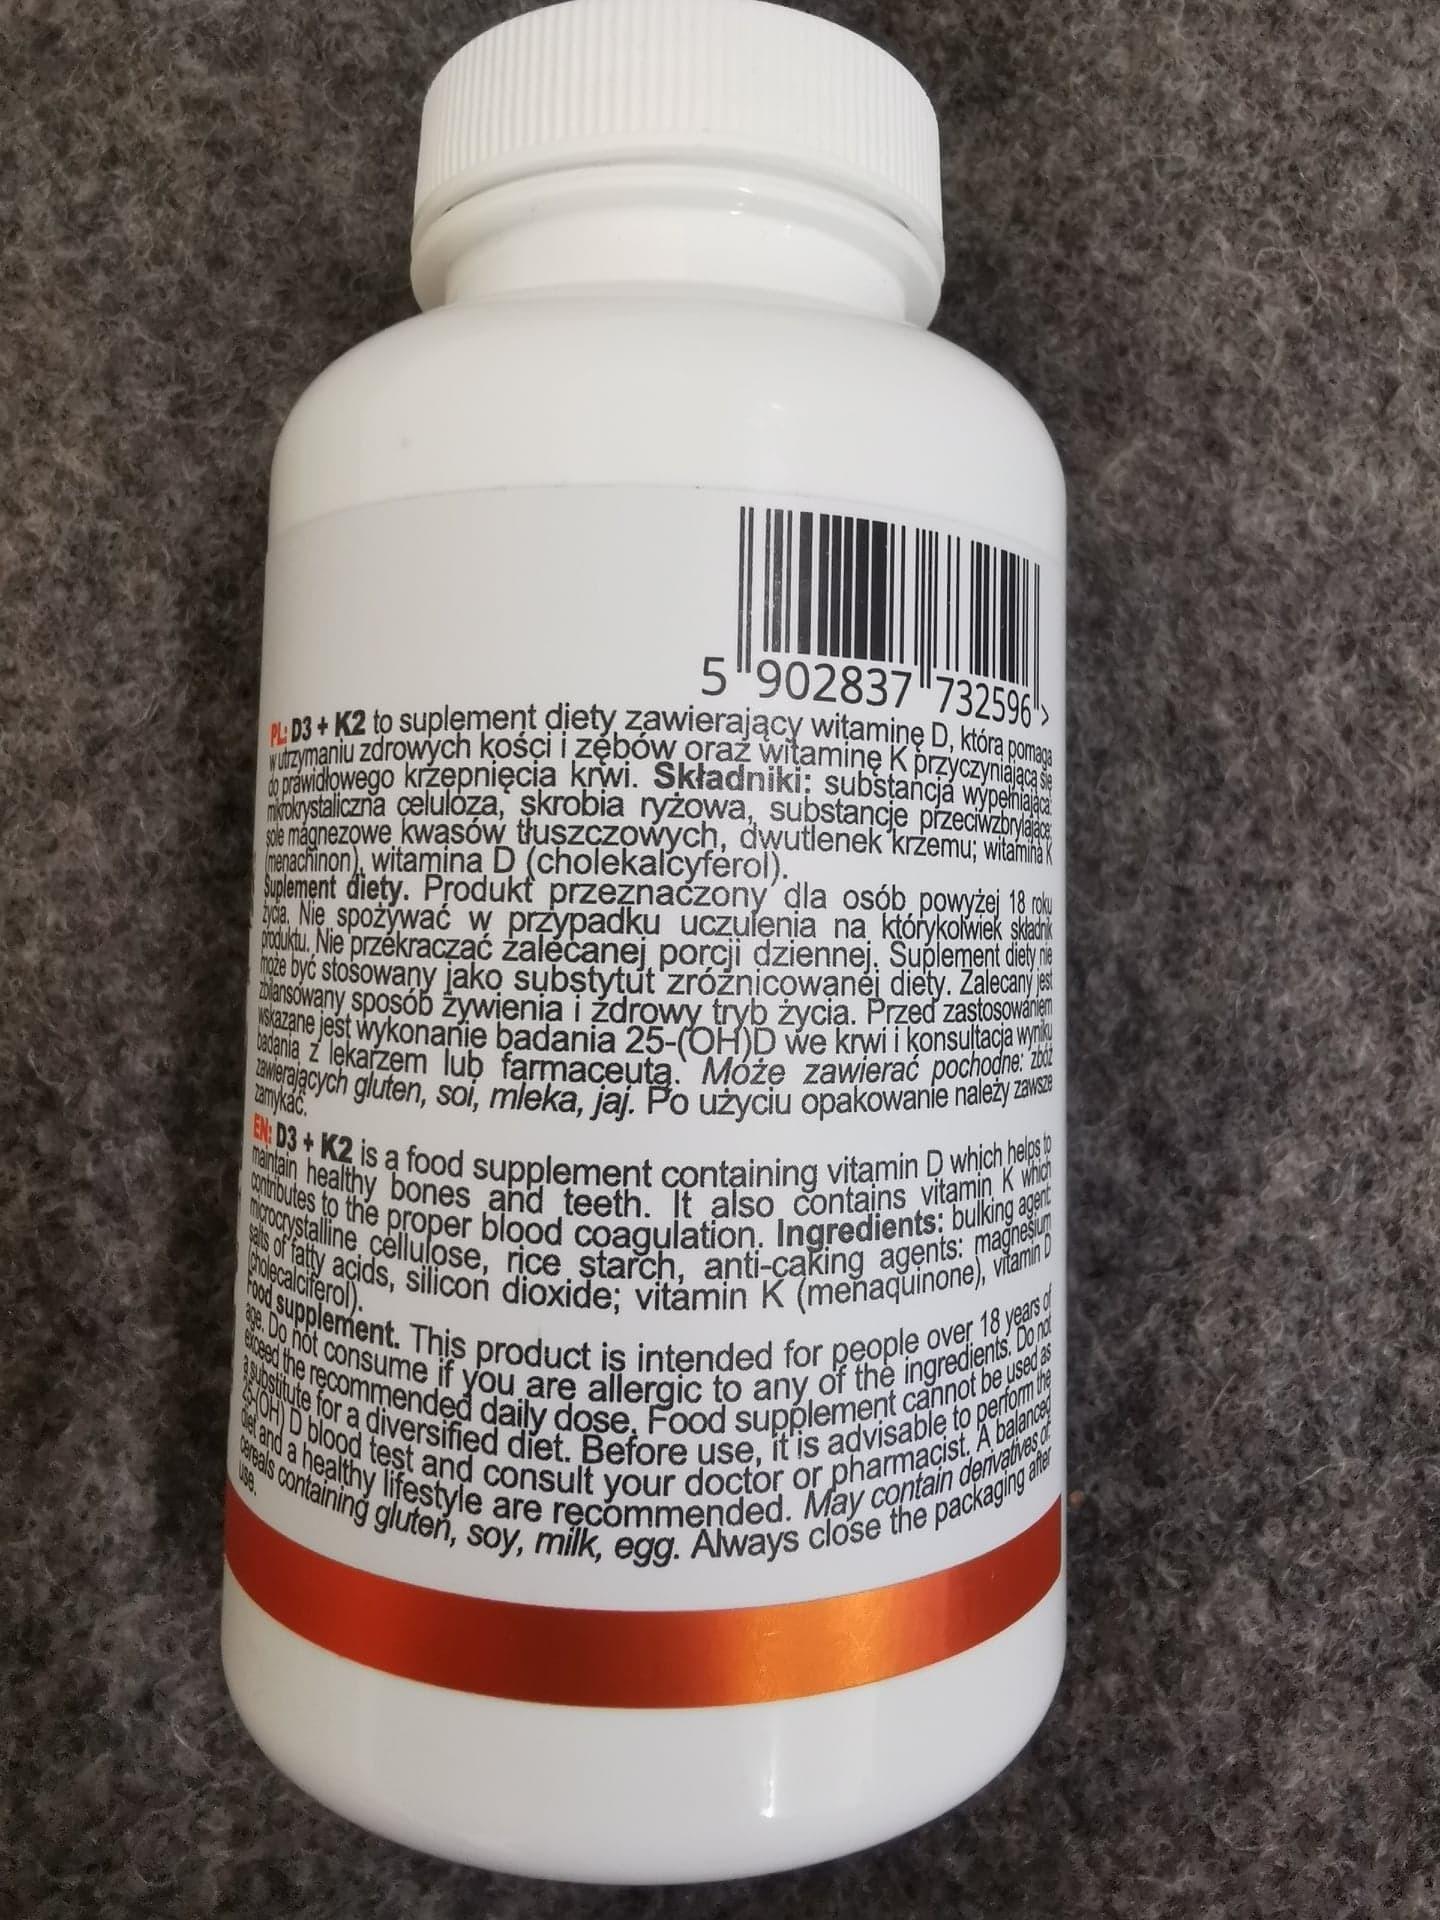 5 902837 732596 >
PL: D3 + K2 to suplement diety zawierający witaminę D, która pomaga
w utrzymaniu zdrowych kości i zębów oraz witaminę K przyczyniającą się
do prawidłowego krzepnięcia krwi. Składniki: substancja wypełniająca:
mikrokrystaliczna celuloza, skrobia ryżowa, substancje przeciwzbrylające:
sole magnezowe kwasów tłuszczowych, dwutlenek krzemu; witamina K
(menachinon), witamina D (cholekalcyferol).
Suplement diety. Produkt przeznaczony dla osób powyżej 18 roku
życia. Nie spożywać w przypadku uczulenia na którykolwiek składnik
produktu. Nie przekraczać zalecanej porcji dziennej. Suplement diety nie
może być stosowany jako substytut zróżnicowanej diety. Zalecany jest
zbilansowany sposób żywienia i zdrowy tryb życia. Przed zastosowaniem
wskazane jest wykonanie badania 25-(OH)D we krwi i konsultacja wyniku
badania z lekarzem lub farmaceutą. Może zawierać pochodne: zbóż
zawierających gluten, soi, mleka, jaj. Po użyciu opakowanie należy zawsze
zamykać.
EN: D3 + K2 is a food supplement containing vitamin D which helps to
maintain healthy bones and teeth. It also contains vitamin K which
contributes to the proper blood coagulation. Ingredients: bulking agent:
microcrystalline cellulose, rice starch, anti-caking agents: magnesium
salts of fatty acids, silicon dioxide; vitamin K (menaquinone), vitamin D
(cholecalciferol).
Food supplement. This product is intended for people over 18 years of
age. Do not consume if you are allergic to any of the ingredients. Do not
exceed the recommended daily dose. Food supplement cannot be used as
a substitute for a diversified diet. Before use, it is advisable to perform the
25-(OH) D blood test and consult your doctor or pharmacist. A balanced
diet and a healthy lifestyle are recommended. May contain derivatives of:
cereals containing gluten, soy, milk, egg. Always close the packaging after
use.